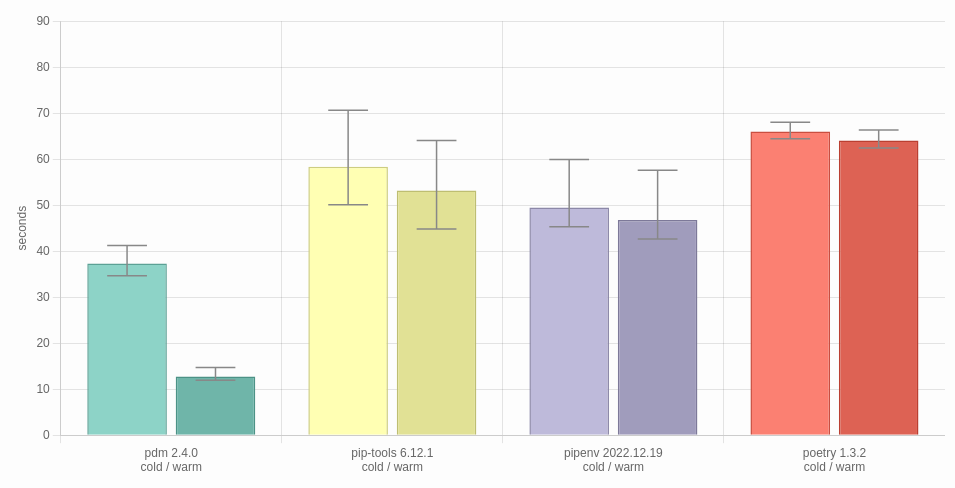 90
80
70
60
50
40
30
20
10
0
seconds
pdm 2.4.0
cold / warm
pip-tools 6.12.1
cold / warm
pipenv 2022.12.19
cold / warm
poetry 1.3.2
cold / warm